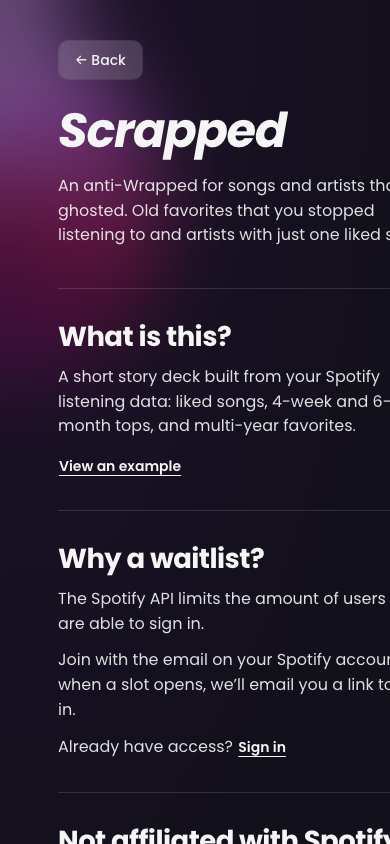 ← Back
Scrapped
An anti-Wrapped for songs and artists
ghosted. Old favorites that you stopped
listening to and artists with just one liked
What is this?
A short story deck built from your Spotify
listening data: liked songs, 4-week and 6-
month tops, and multi-year favorites.
View an example
Why a waitlist?
The Spotify API limits the amount of users
are able to sign in.
Join with the email on your Spotify
when a slot opens, we’ll email you a link to
in.
Already have access? Sign in
Not affiliated with Spotify